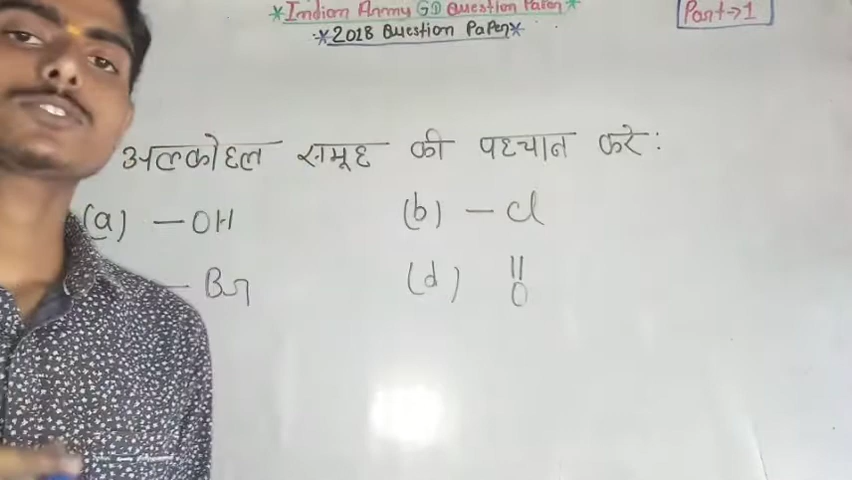 *Indian Army GD Question Paper*
Part→1
*2018 Question Paper*
अल्कोहल समूह की पहचान करे:
(a) — OH (b) — Cl
— Br (d) || O